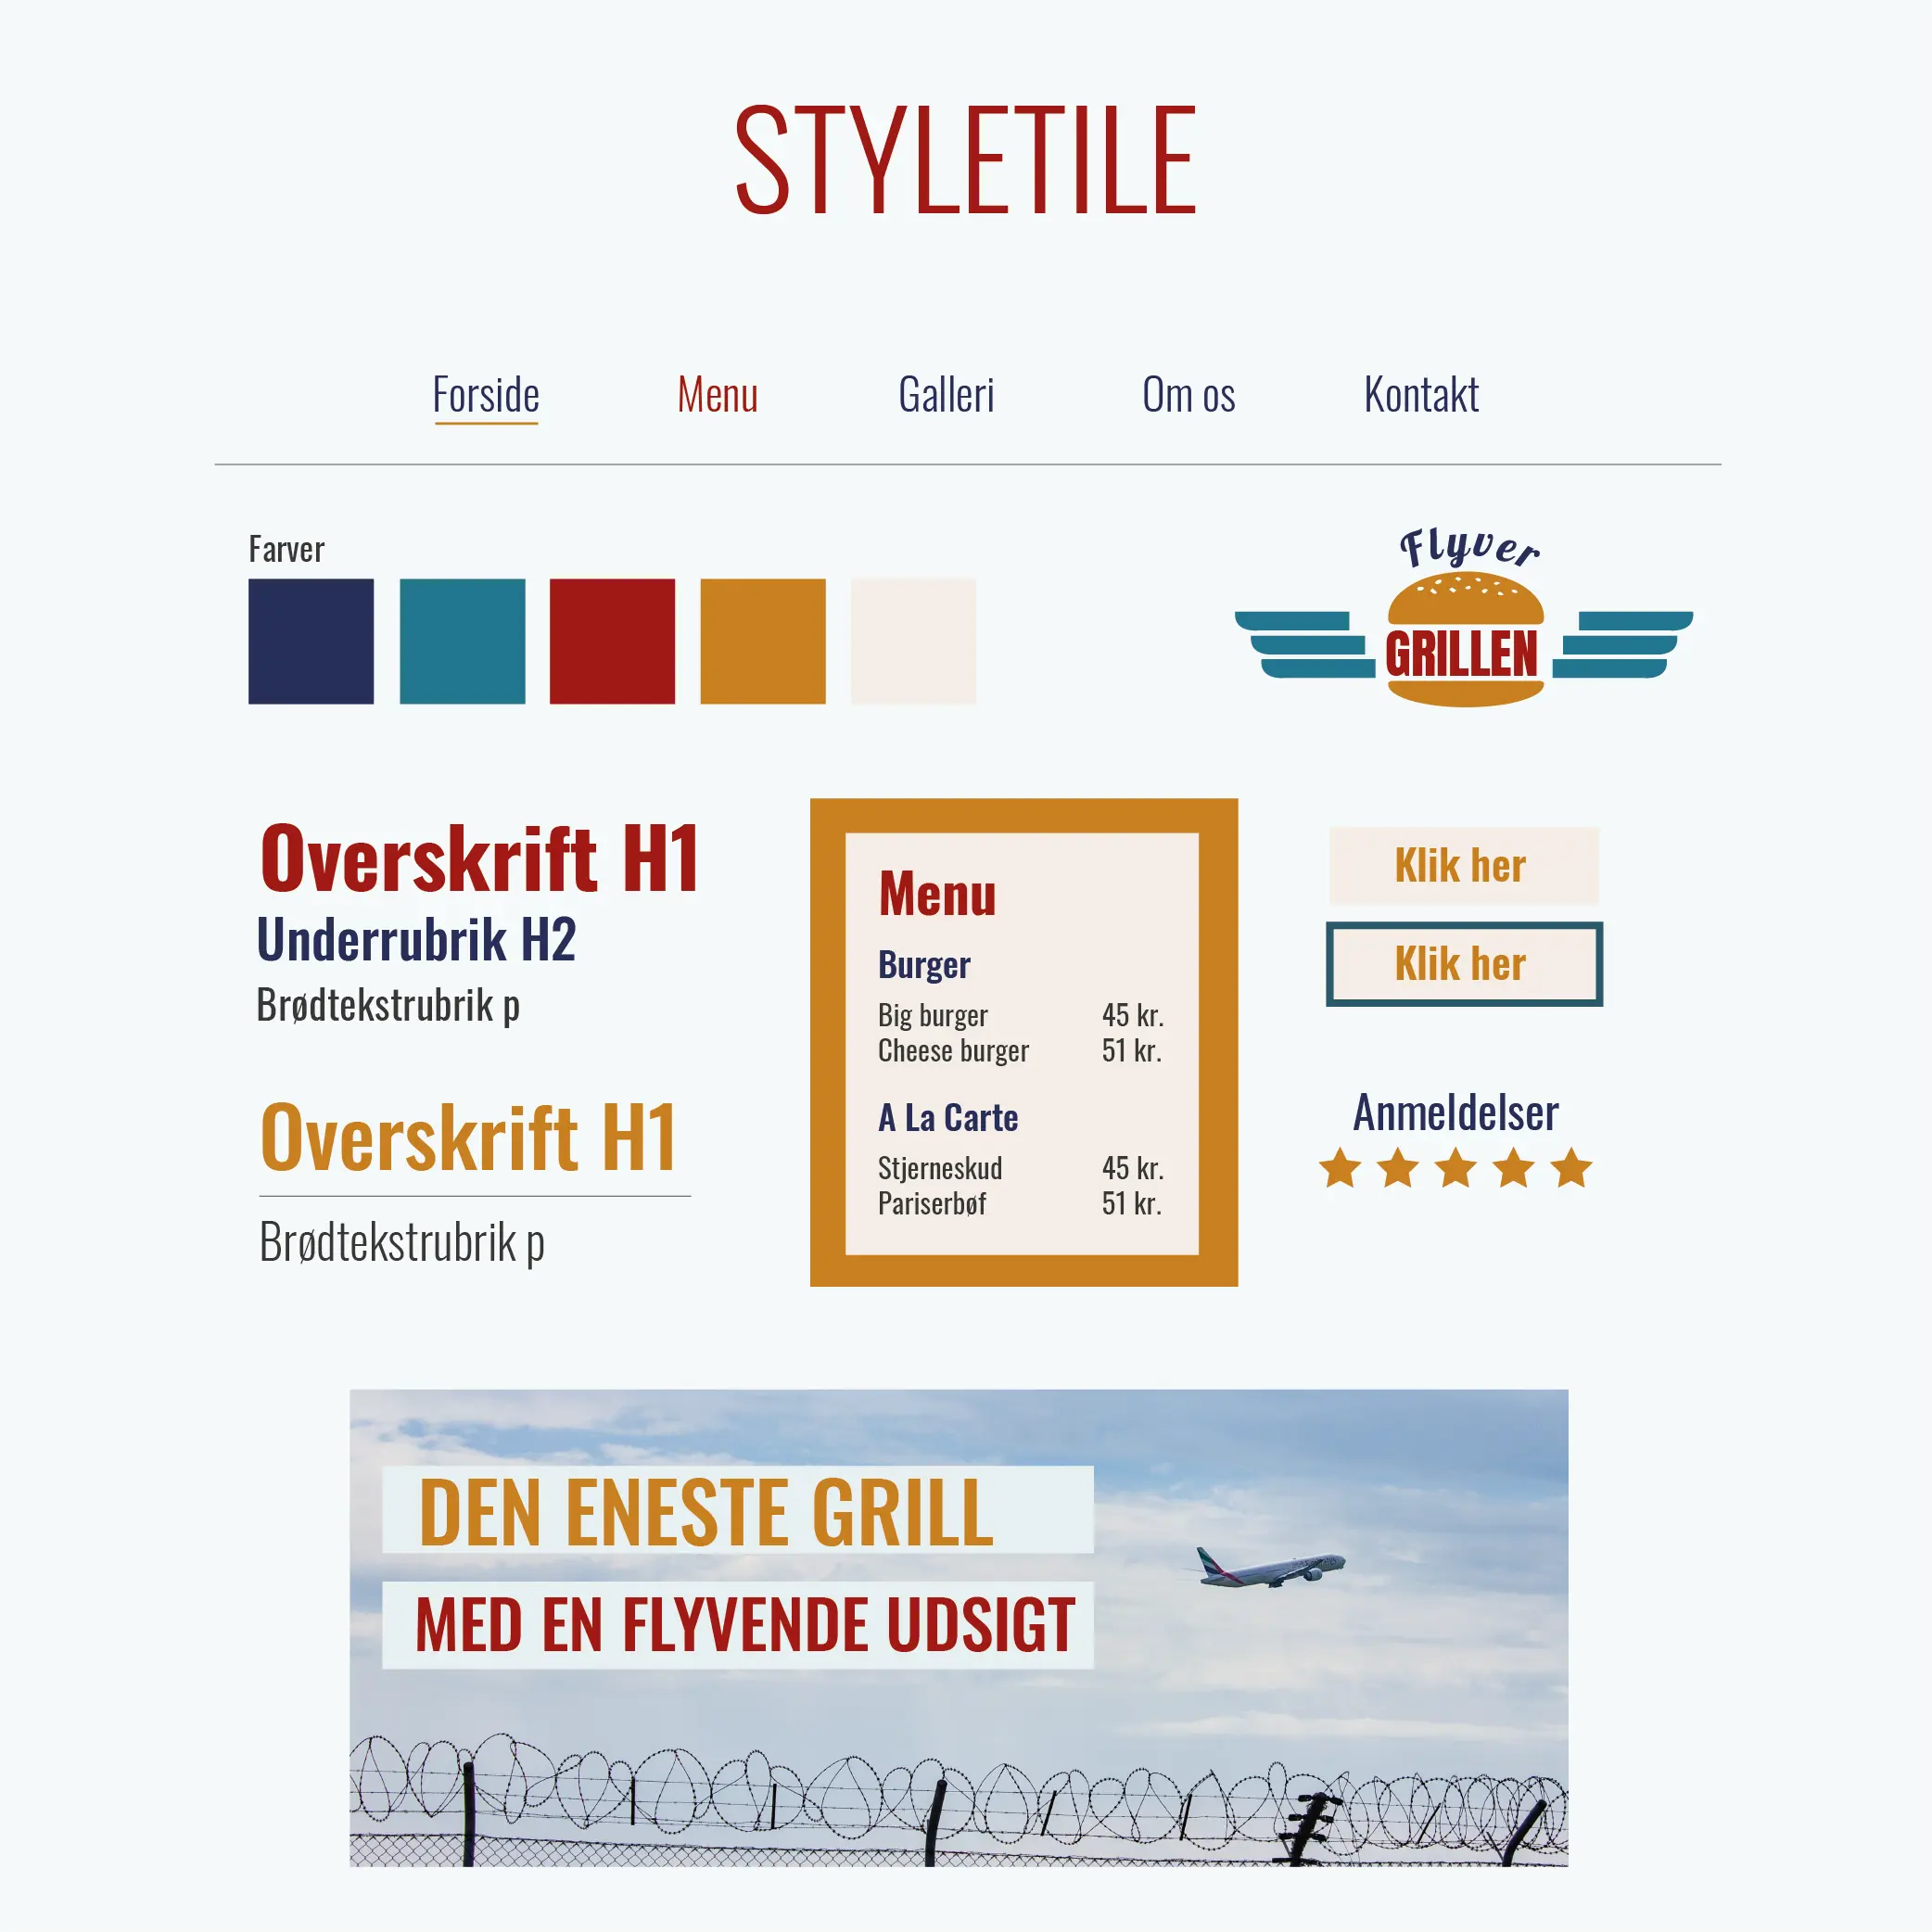 STYLETILE
Forside Menu Galleri Om os Kontakt
Farver
Flyver
GRILLEN
Overskrift H1
Underrubrik H2
Brødtekstrubrik p
Overskrift H1
Brødtekstrubrik p
Menu
Burger
Big burger 45 kr.
Cheese burger 51 kr.
A La Carte
Stjerneskud 45 kr.
Pariserbøf 51 kr.
Klik her
Klik her
Anmeldelser
DEN ENESTE GRILL
MED EN FLYVENDE UDSIGT